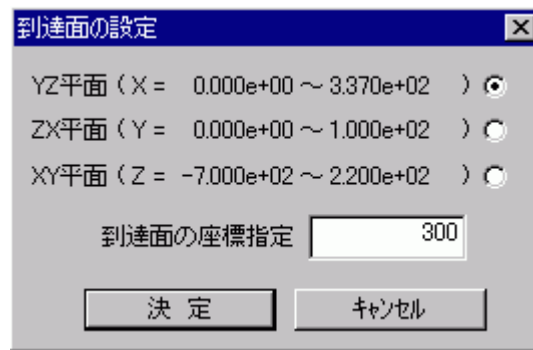 到達面の設定
YZ平面 ( X = 0.000e+00 ～ 3.370e+02 )
ZX平面 ( Y = 0.000e+00 ～ 1.000e+02 )
XY平面 ( Z = -7.000e+02 ～ 2.200e+02 )
到達面の座標指定 300
決 定 ｷｬﾝｾﾙ